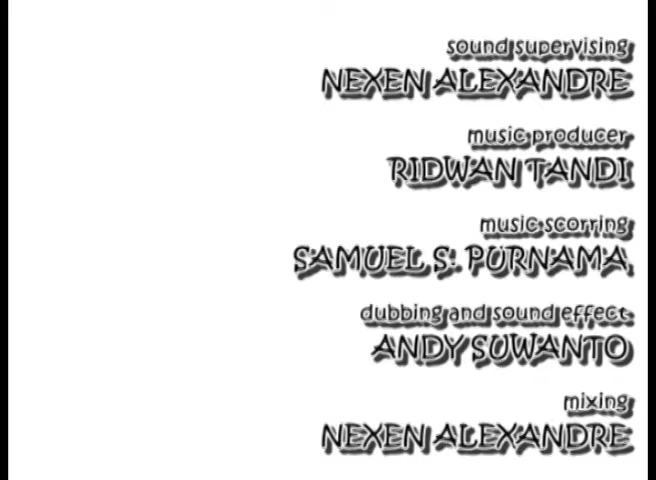 sound supervising
NEXEN ALEXANDRE
music producer
RIDWAN TANDI
music scorring
SAMUEL S. PURNAMA
dubbing and sound effect
ANDY SUWANTO
mixing
NEXEN ALEXANDRE